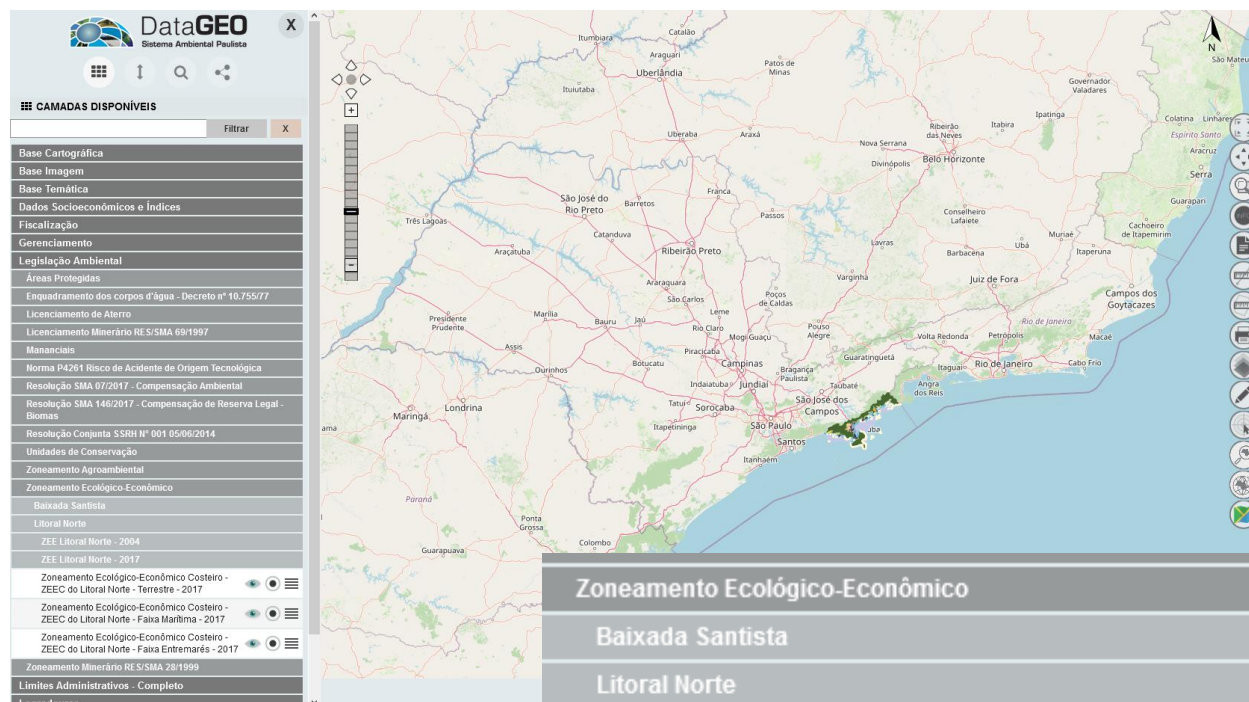 DataGEO
Sistema Ambiental Paulista
X
CAMADAS DISPONÍVEIS
Filtrar
X
Base Cartográfica
Base Imagem
Base Temática
Dados Socioeconômicos e Índices
Fiscalização
Gerenciamento
Legislação Ambiental
Áreas Protegidas
Enquadramento dos corpos d'água - Decreto nº 10.755/77
Licenciamento de Aterro
Licenciamento Minerário RES/SMA 69/1997
Mananciais
Norma P4261 Risco de Acidente de Origem Tecnológica
Resolução SMA 07/2017 - Compensação Ambiental
Resolução SMA 146/2017 - Compensação de Reserva Legal -
Biomas
Resolução Conjunta SSRH Nº 001 05/06/2014
Unidades de Conservação
Zoneamento Agroambiental
Zoneamento Ecológico-Econômico
Baixada Santista
Litoral Norte
ZEE Litoral Norte - 2004
ZEE Litoral Norte - 2017
Zoneamento Ecológico-Econômico Costeiro -
ZEEC do Litoral Norte - Terrestre - 2017
Zoneamento Ecológico-Econômico Costeiro -
ZEEC do Litoral Norte - Faixa Marítima - 2017
Zoneamento Ecológico-Econômico Costeiro -
ZEEC do Litoral Norte - Faixa Entremarés - 2017
Zoneamento Minerário RES/SMA 28/1999
Limites Administrativos - Completo
N
Itumbiara
Catalão
Araguari
Uberlândia
Patos de
Minas
São Mateu
Ituiutaba
Governador
Valadares
Ipatinga
Colatina
Linhares
Uberaba
Araxá
Ribeirão
das Neves
Itabira
Espírito Santo
Nova Serrana
Aracruz
Divinópolis
Belo Horizonte
Serra
Franca
São José do
Rio Preto
Barretos
Guarapari
Três Lagoas
Passos
Conselheiro
Lafaiete
Cachoeiro
de Itapemirim
Catanduva
Muriaé
Araçatuba
Ribeirão Preto
Lavras
Ubá
Barbacena
Itaperuna
Varginha
Juiz de Fora
Araraquara
São Carlos
Poços
de Caldas
Campos dos
Goytacazes
Leme
Presidente
Prudente
Marília
Bauru
Jaú
Rio Claro
Mogi Guaçu
Pouso
Alegre
Rio de Janeiro
Volta Redonda
Petrópolis
Macaé
Assis
Piracicaba
Guaratinguetá
Ourinhos
Botucatu
Campinas
Bragança
Paulista
Itaguaí
Rio de Janeiro
Cabo Frio
Indaiatuba
Jundiaí
Taubaté
Angra
dos Reis
Londrina
Maringá
Tatuí
Sorocaba
São José dos
Campos
ama
Itapetininga
São Paulo
uba
Santos
Itanhaém
Paraná
Ponta
Grossa
Guarapuava
Colombo
Zoneamento Ecológico-Econômico
Baixada Santista
Litoral Norte